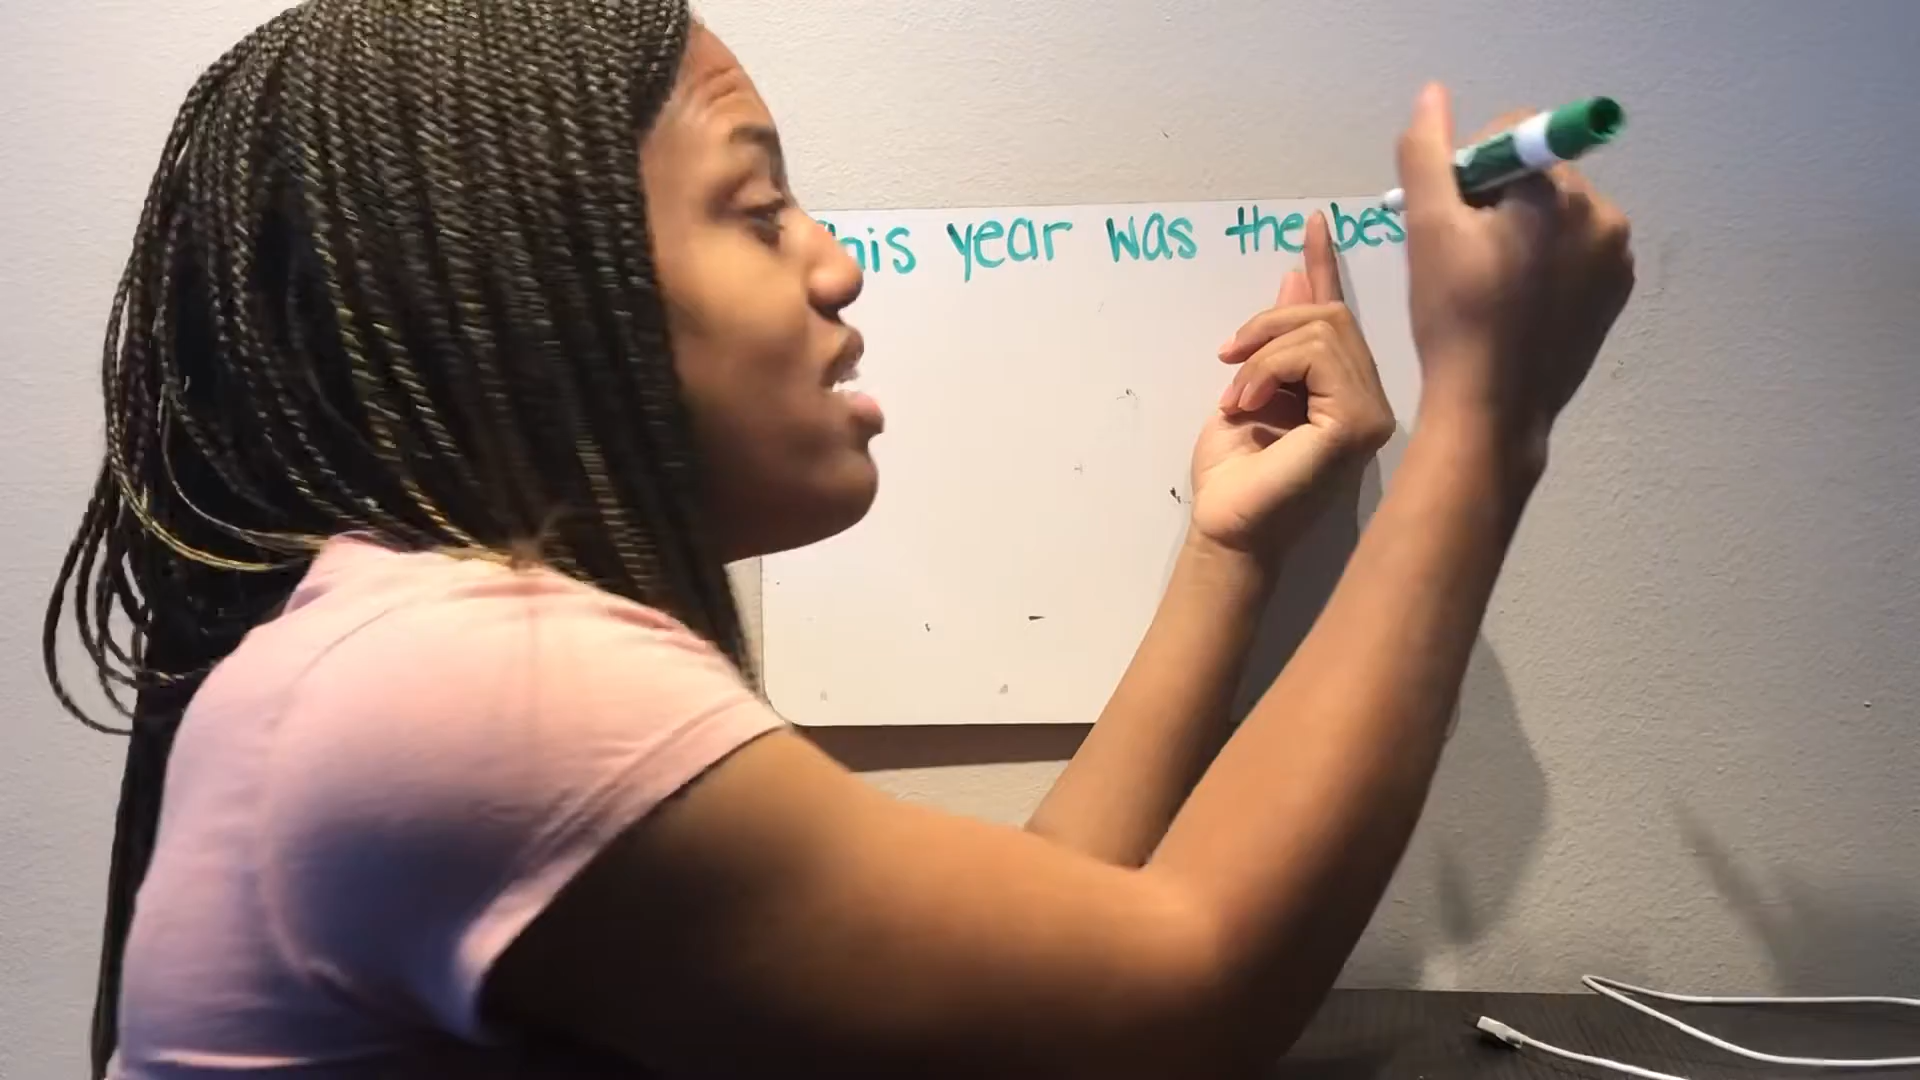 his year was the bes